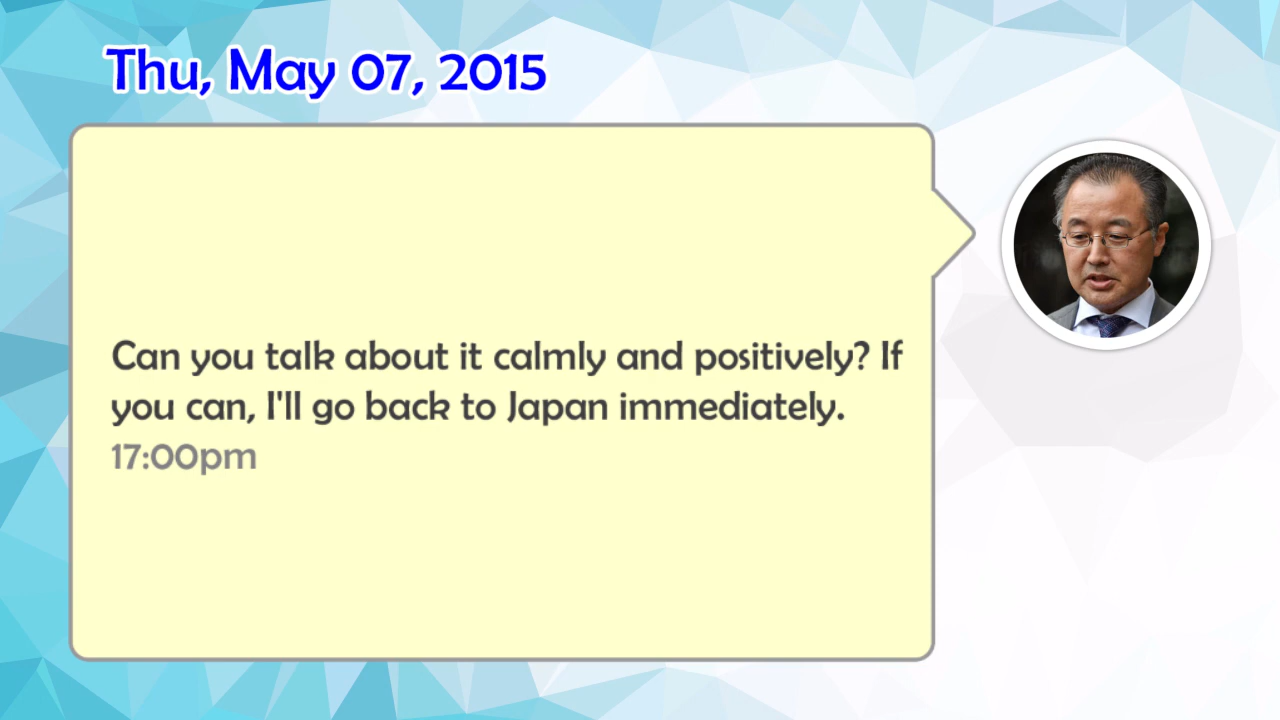 Thu, May 07, 2015
Can you talk about it calmly and positively? If
you can, I'll go back to Japan immediately.
17:00pm